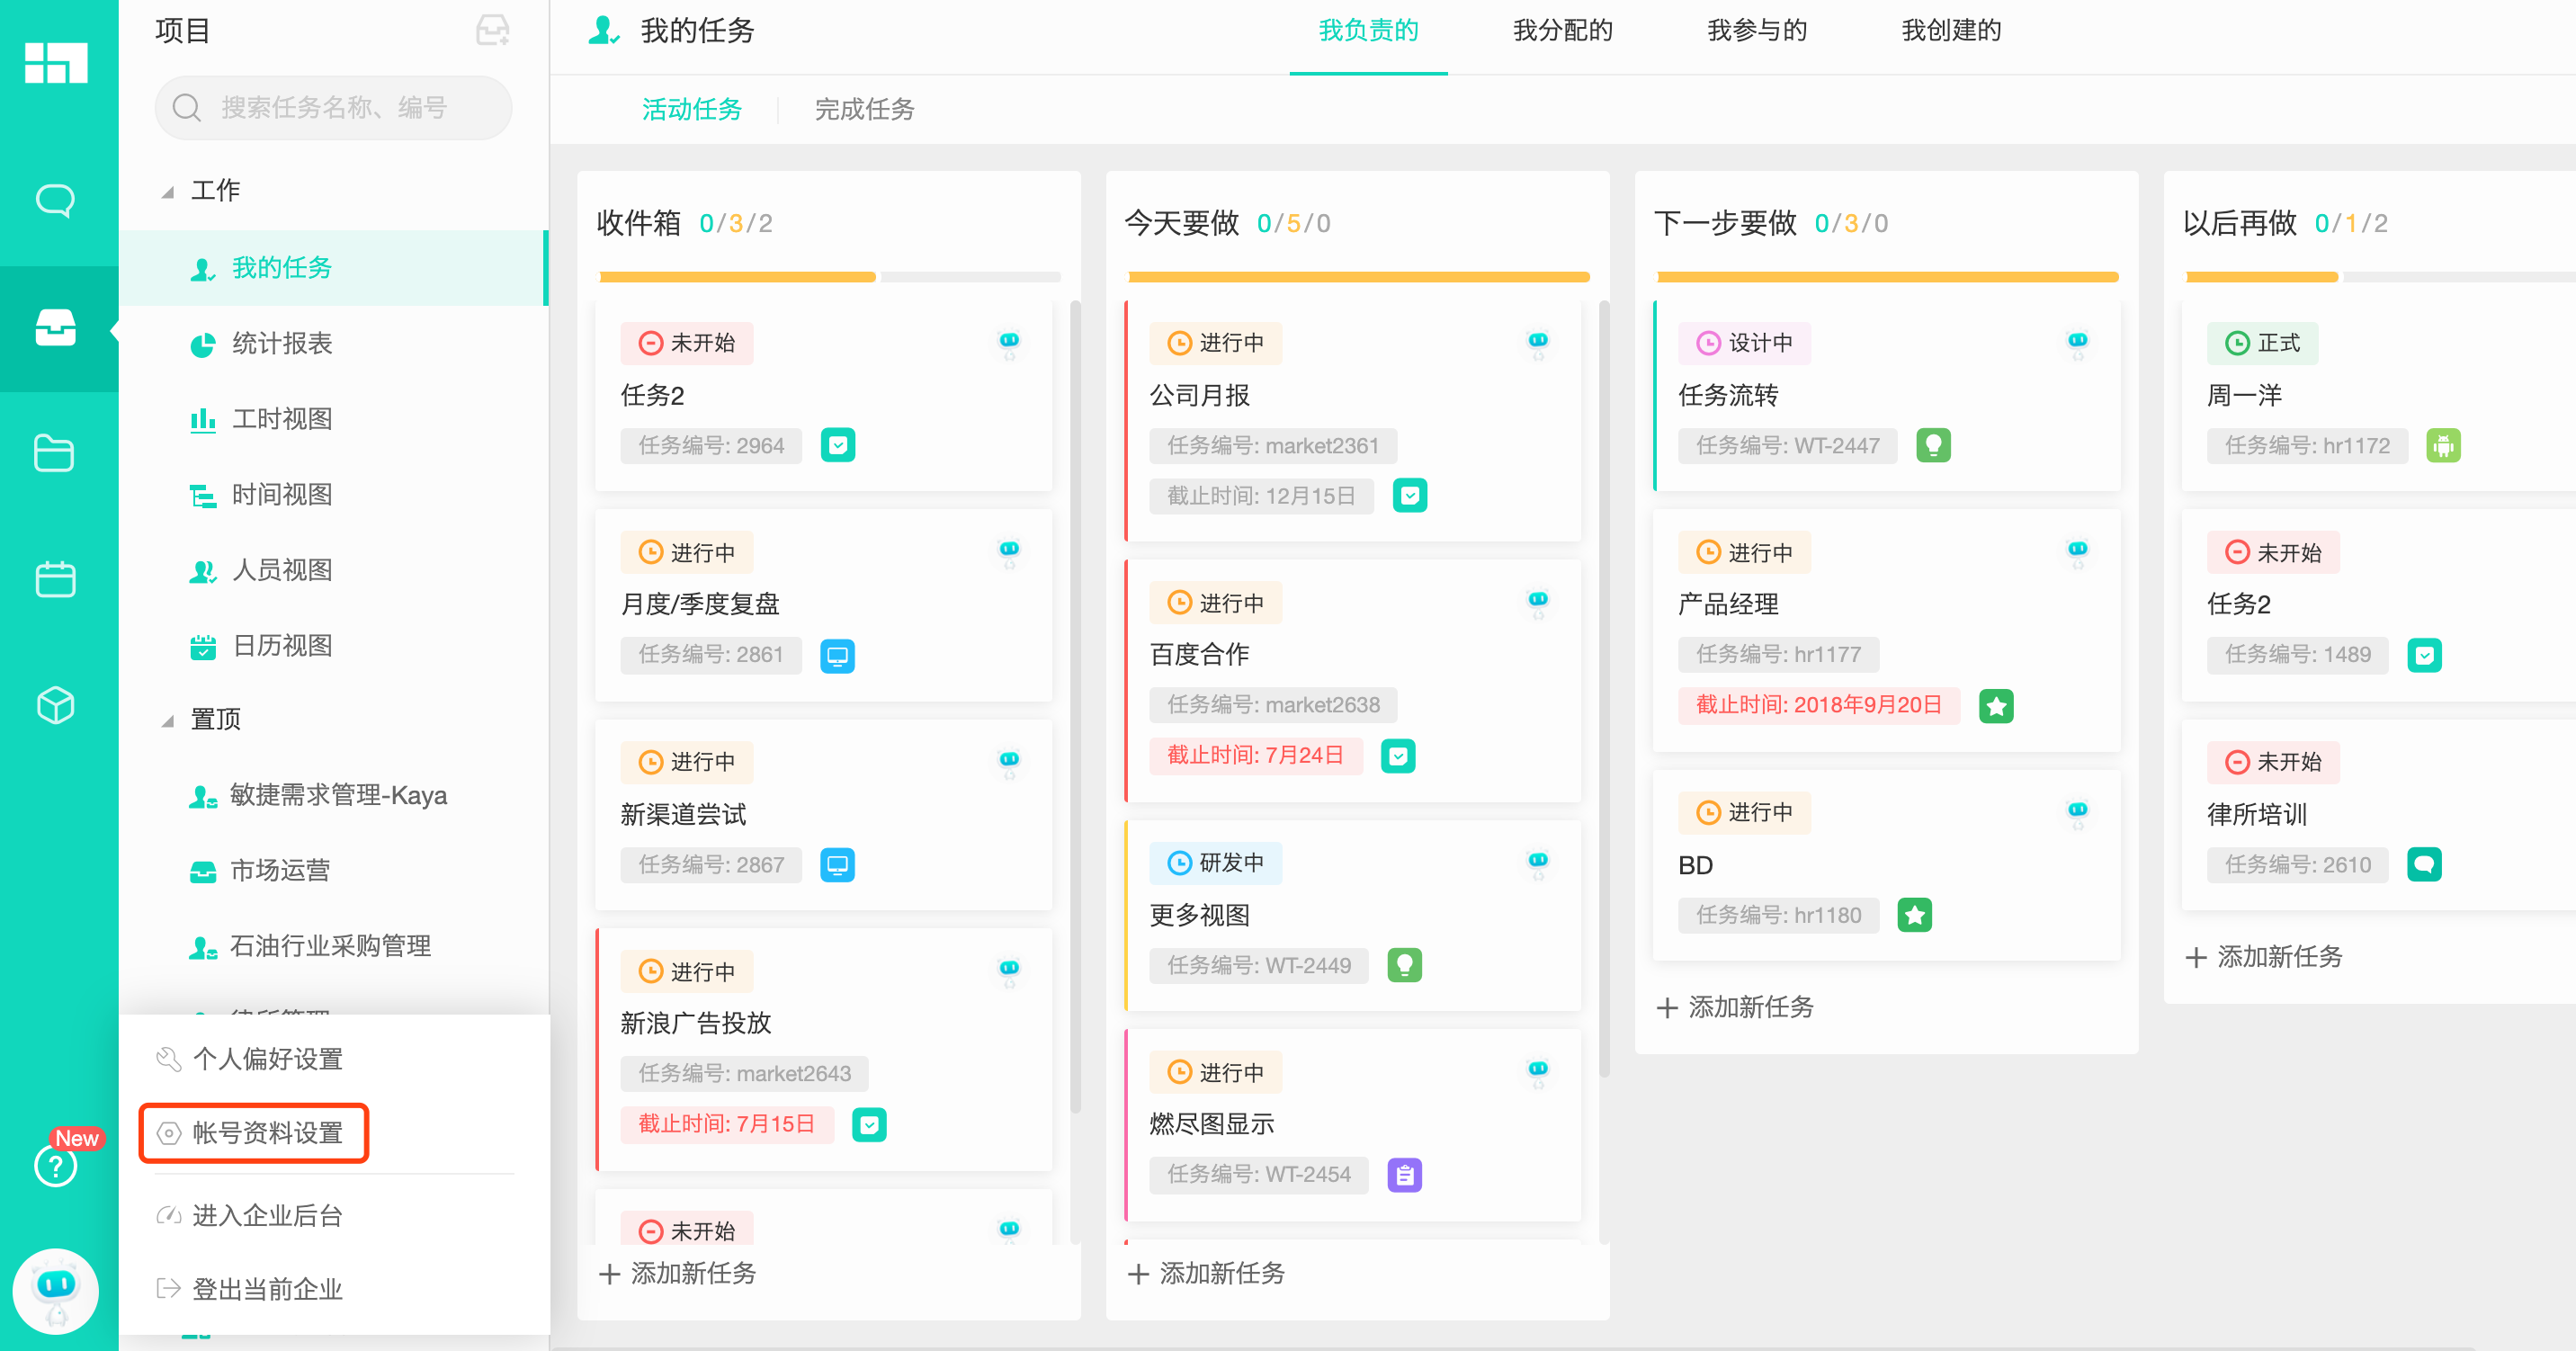 项目
搜索任务名称、编号
工作
我的任务
统计报表
工时视图
时间视图
人员视图
日历视图
置顶
敏捷需求管理-Kaya
市场运营
石油行业采购管理
个人偏好设置
帐号资料设置
进入企业后台
登出当前企业
New
我的任务
我负责的
我分配的
我参与的
我创建的
活动任务
完成任务
收件箱 0/3/2
未开始
任务2
任务编号: 2964
进行中
月度/季度复盘
任务编号: 2861
进行中
新渠道尝试
任务编号: 2867
进行中
新浪广告投放
任务编号: market2643
截止时间: 7月15日
未开始
添加新任务
今天要做 0/5/0
进行中
公司月报
任务编号: market2361
截止时间: 12月15日
进行中
百度合作
任务编号: market2638
截止时间: 7月24日
研发中
更多视图
任务编号: WT-2449
进行中
燃尽图显示
任务编号: WT-2454
添加新任务
下一步要做 0/3/0
设计中
任务流转
任务编号: WT-2447
进行中
产品经理
任务编号: hr1177
截止时间: 2018年9月20日
进行中
BD
任务编号: hr1180
添加新任务
以后再做 0/1/2
正式
周一洋
任务编号: hr1172
未开始
任务2
任务编号: 1489
未开始
律所培训
任务编号: 2610
添加新任务